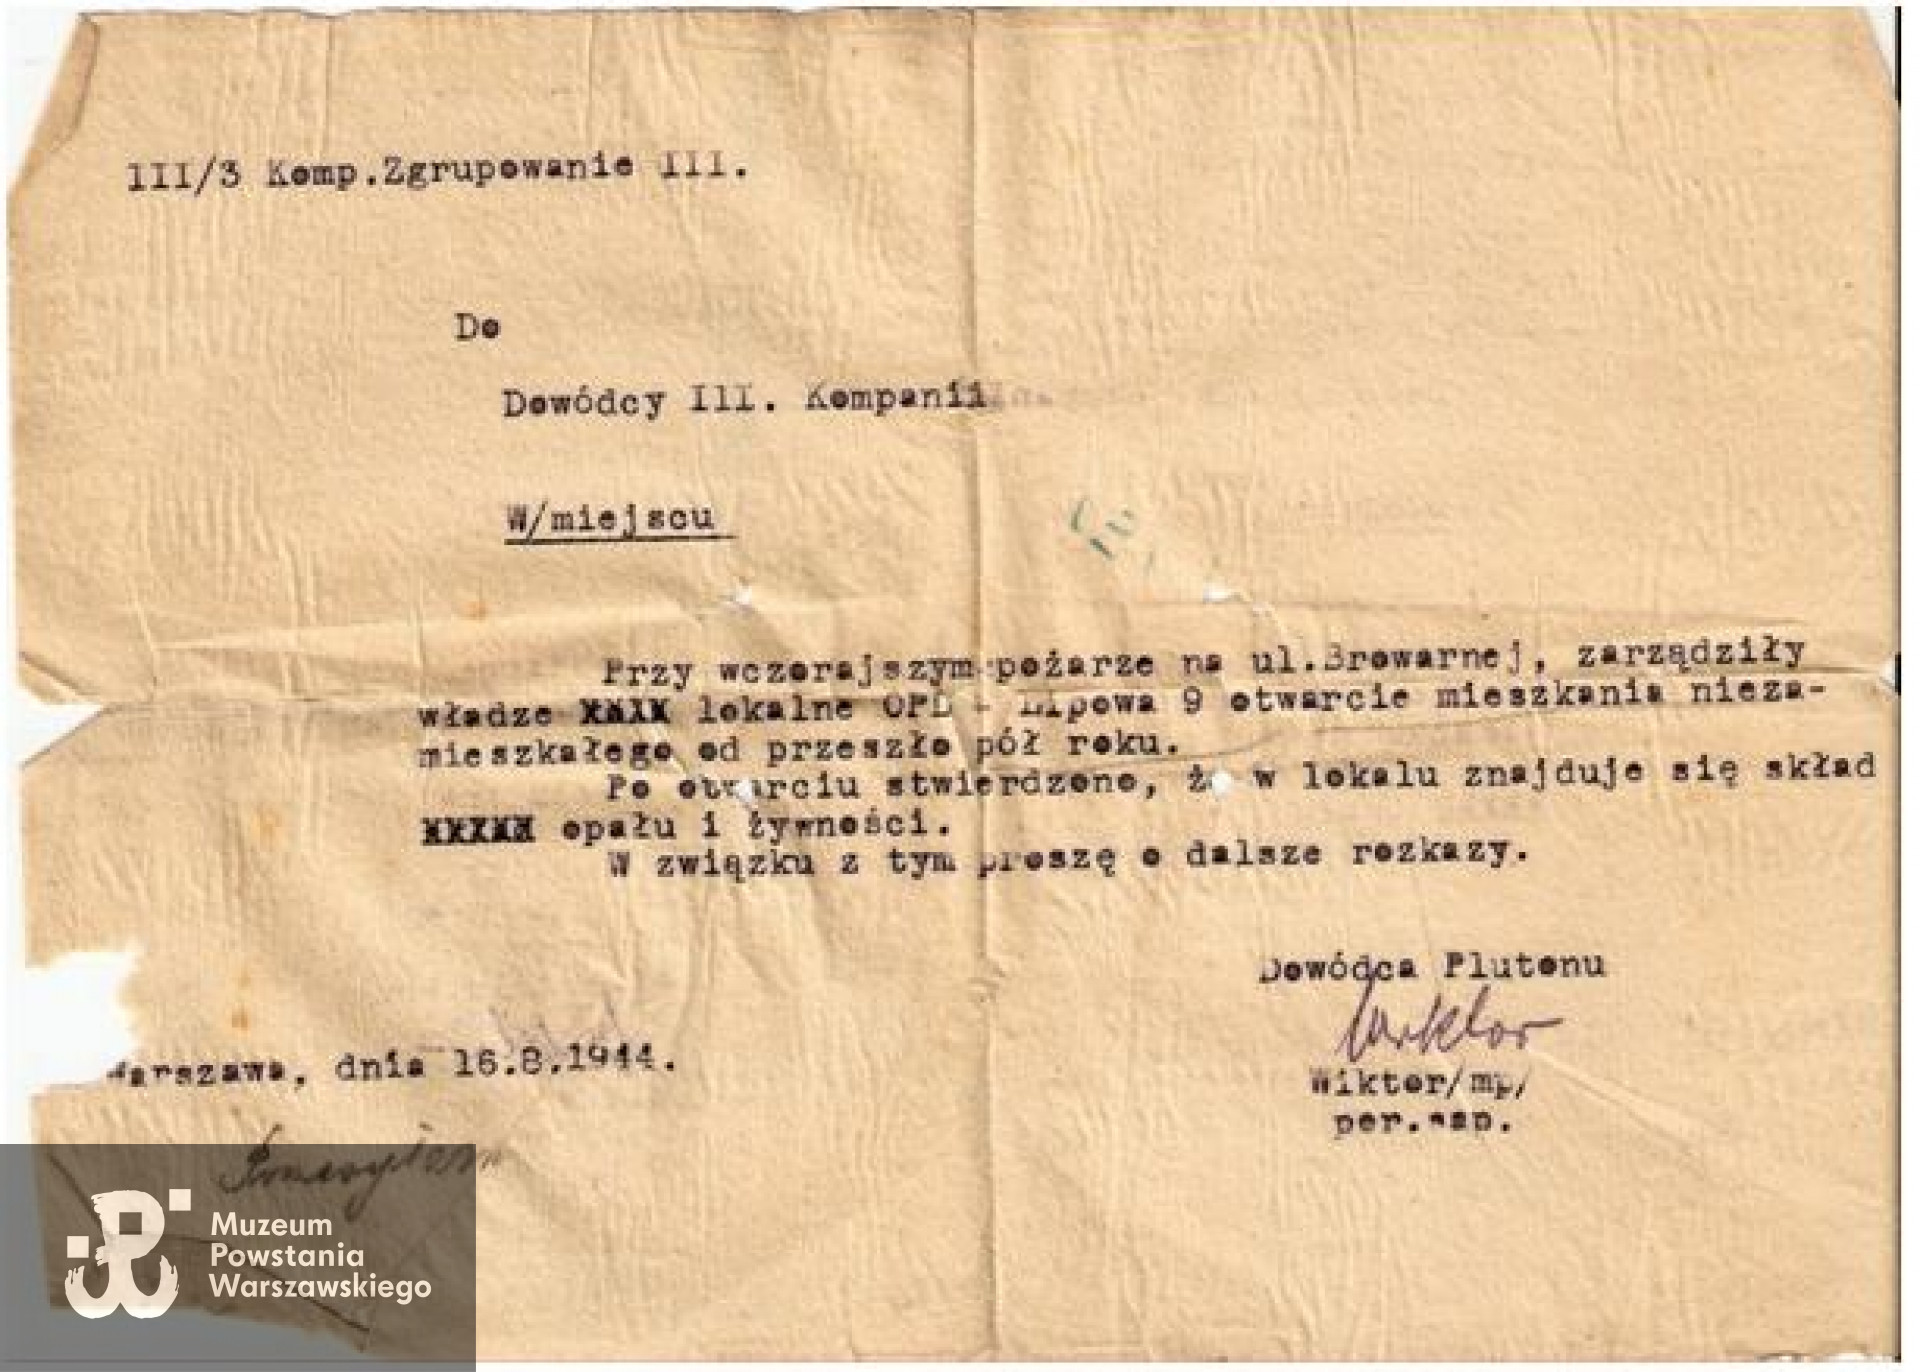 III/3 Komp.Zgrupowanie III.
Do
Dowódcy III. Kompanii
W/miejscu
Przy wczorajszym pożarze na ul.Browarnej, zarządziły
władze XXXX lokalne OPL - Lipowa 9 otwarcie mieszkania nieza-
mieszkałego od przeszło pół roku.
Po otwarciu stwierdzono, że w lokalu znajduje się skład
XXXXX opału i żywności.
W związku z tym proszę o dalsze rozkazy.
Dowódca Plutonu
Wiktor
Warszawa, dnia 16.8.1944.
Wiktor/mp/
por.sap.
Muzeum
Powstania
Warszawskiego